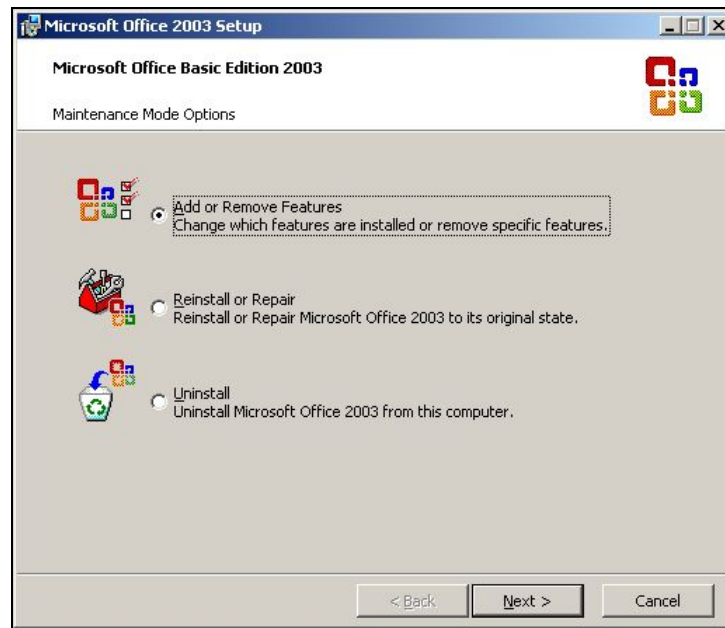 Microsoft Office 2003 Setup
Microsoft Office Basic Edition 2003
Maintenance Mode Options
Add or Remove Features
Change which features are installed or remove specific features.
Reinstall or Repair
Reinstall or Repair Microsoft Office 2003 to its original state.
Uninstall
Uninstall Microsoft Office 2003 from this computer.
< Back Next > Cancel